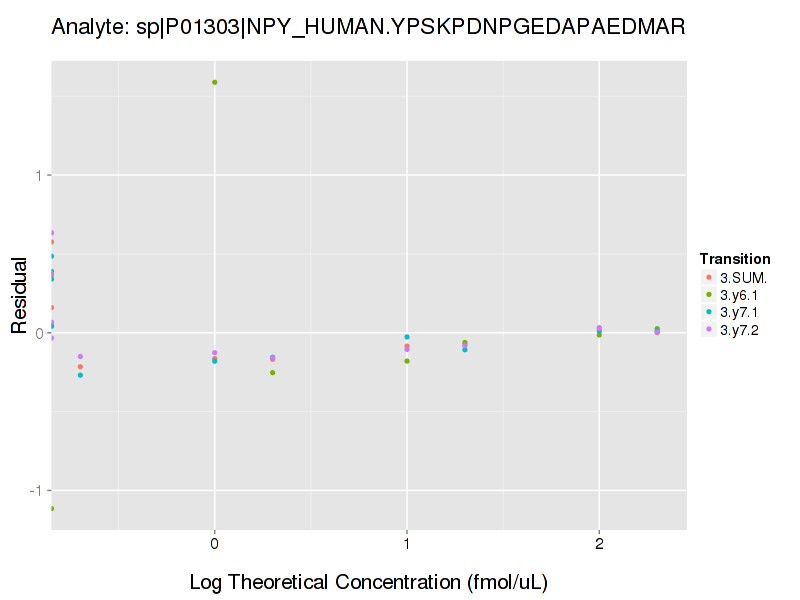 Analyte: sp|P01303|NPY_HUMAN.YPSKPDNPGEDAPAEDMAR
1
0
-1
Residual
0 1 2
Log Theoretical Concentration (fmol/uL)
Transition
3.SUM.
3.y6.1
3.y7.1
3.y7.2